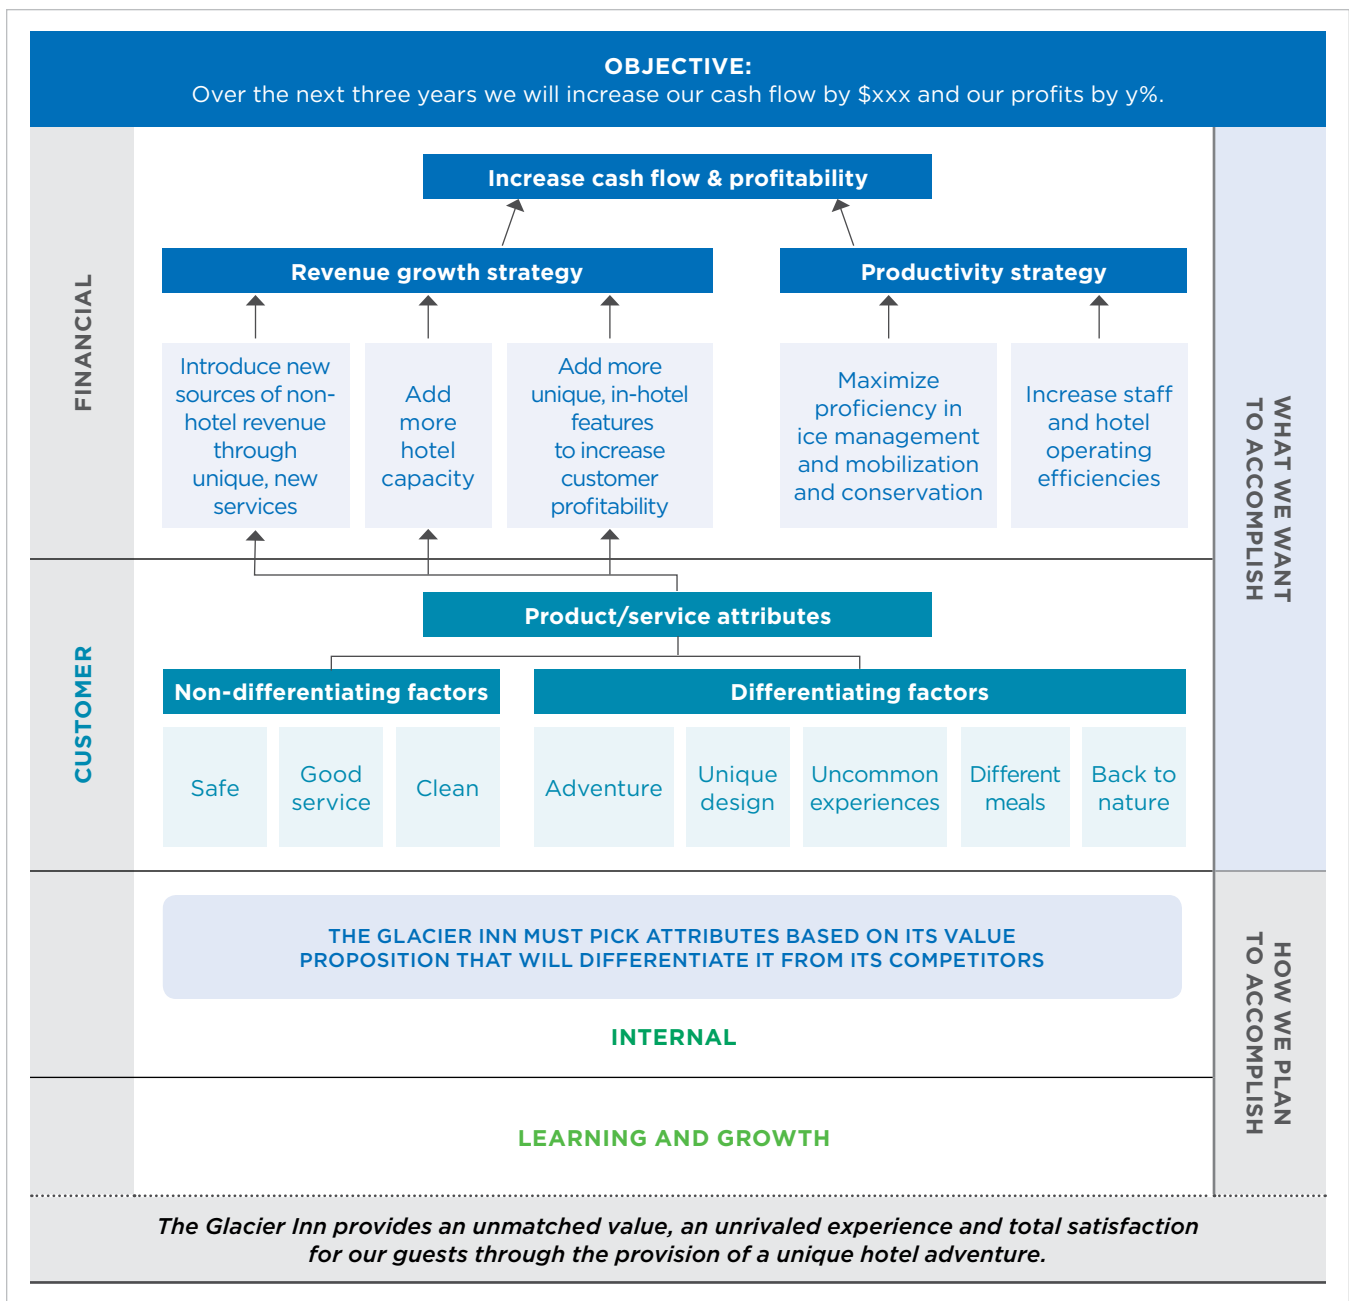 OBJECTIVE:
Over the next three years we will increase our cash flow by $xxx and our profits by y%.
FINANCIAL
Increase cash flow & profitability
Revenue growth strategy
Productivity strategy
Introduce new
sources of non-
hotel revenue
through
unique, new
services
Add
more
hotel
capacity
Add more
unique, in-hotel
features
to increase
customer
profitability
Maximize
proficiency in
ice management
and mobilization
and conservation
Increase staff
and hotel
operating
efficiencies
WHAT WE WANT
TO ACCOMPLISH
CUSTOMER
Product/service attributes
Non-differentiating factors
Differentiating factors
Safe
Good
service
Clean
Adventure
Unique
design
Uncommon
experiences
Different
meals
Back to
nature
THE GLACIER INN MUST PICK ATTRIBUTES BASED ON ITS VALUE
PROPOSITION THAT WILL DIFFERENTIATE IT FROM ITS COMPETITORS
INTERNAL
HOW WE PLAN
TO ACCOMPLISH
LEARNING AND GROWTH
The Glacier Inn provides an unmatched value, an unrivaled experience and total satisfaction
for our guests through the provision of a unique hotel adventure.